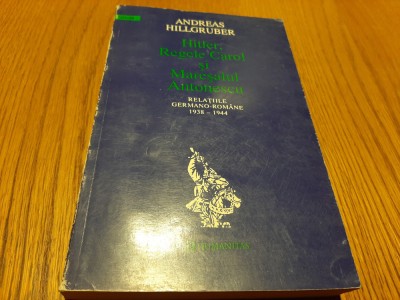 ANDREAS
HILLGRUBER
Hitler,
Regele Carol
și
Mareșalul
Antonescu
RELAȚIILE
GERMANO-ROMÂNE
1938 - 1944
HUMANITAS